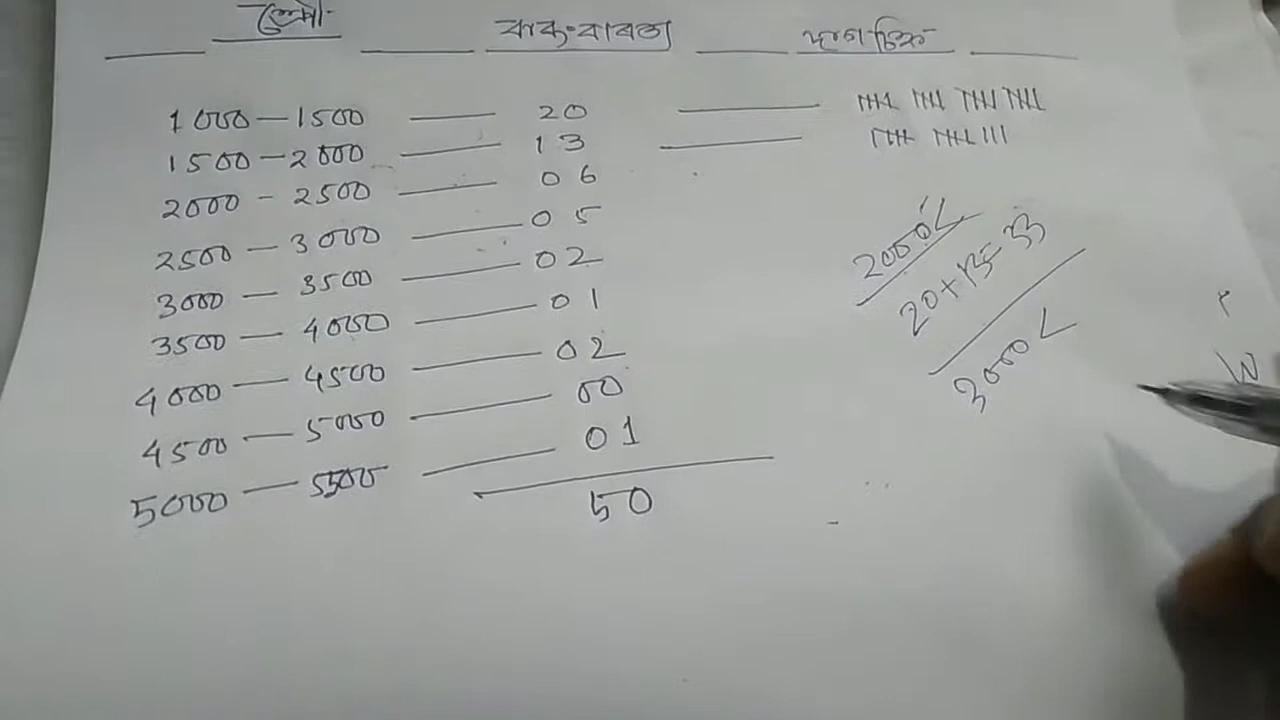 শ্রেণী বারংবারতা দাগ চিহ্ন
1000 — 1500 — 20 — 𝍸 𝍸 𝍸 𝍸
1500 — 2000 — 13 — 𝍸 𝍸 |||
2000 - 2500 — 06
2500 — 3000 — 05
3000 — 3500 — 02
3500 — 4000 — 01
4000 — 4500 — 02
4500 — 5000 — 00
5000 — 5500 — 01
50
2000 <
20+13=33
3000 <